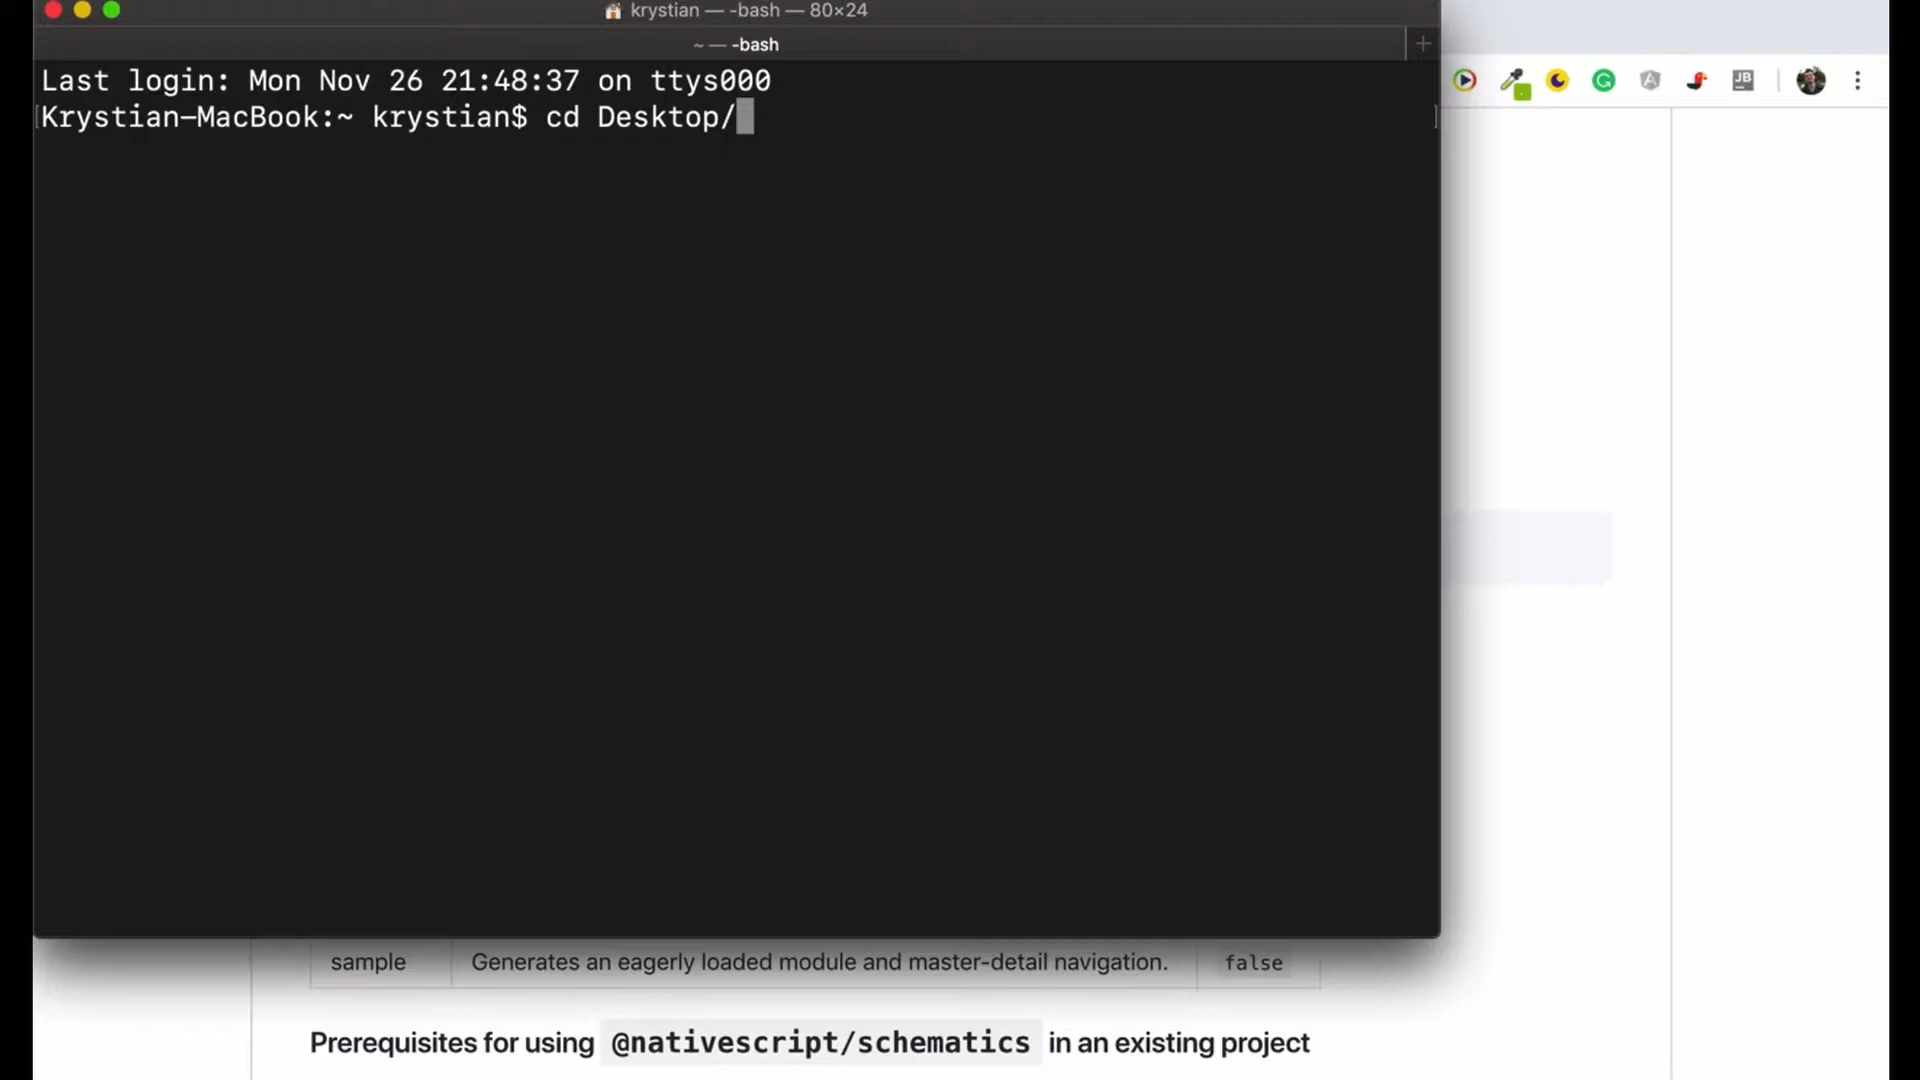 krystian — -bash — 80×24
~ — -bash
Last login: Mon Nov 26 21:48:37 on ttys000
Krystian-MacBook:~ krystian$ cd Desktop/
JB
sample Generates an eagerly loaded module and master-detail navigation. false
Prerequisites for using @nativescript/schematics in an existing project